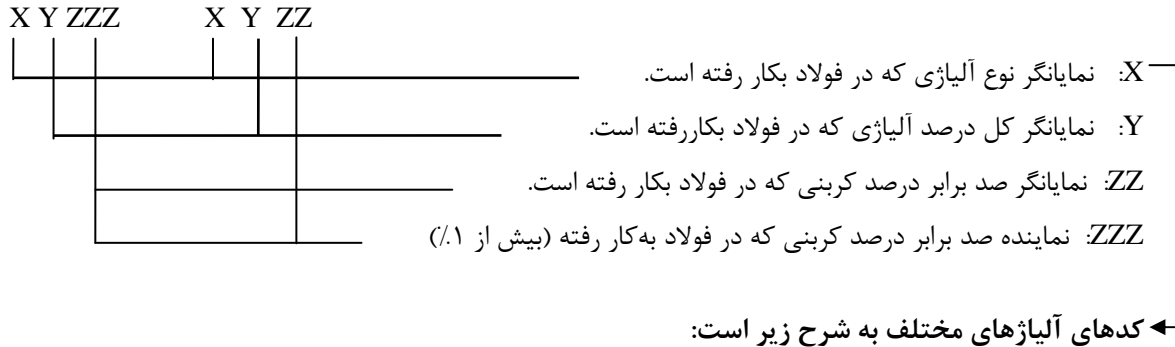 X Y ZZZ X Y ZZ
X: نمایانگر نوع آلیاژی که در فولاد بکار رفته است.
Y: نمایانگر کل درصد آلیاژی که در فولاد بکاررفته است.
ZZ: نمایانگر صد برابر درصد کربنی که در فولاد بکار رفته است.
ZZZ: نماینده صد برابر درصد کربنی که در فولاد به‌کار رفته (بیش از ۱٪)
کدهای آلیاژهای مختلف به شرح زیر است: